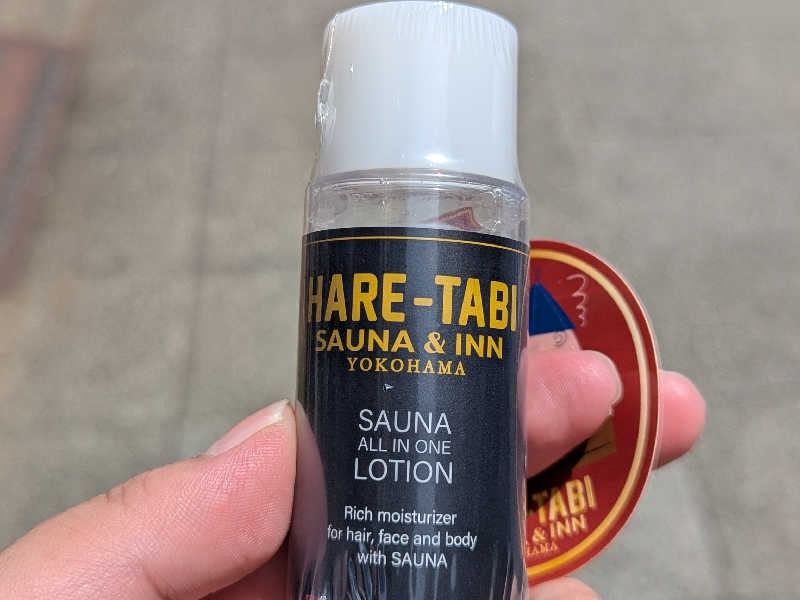 HARE-TABI
SAUNA & INN
YOKOHAMA
SAUNA
ALL IN ONE
LOTION
Rich moisturizer
for hair, face and body
with SAUNA
TABI
& INN